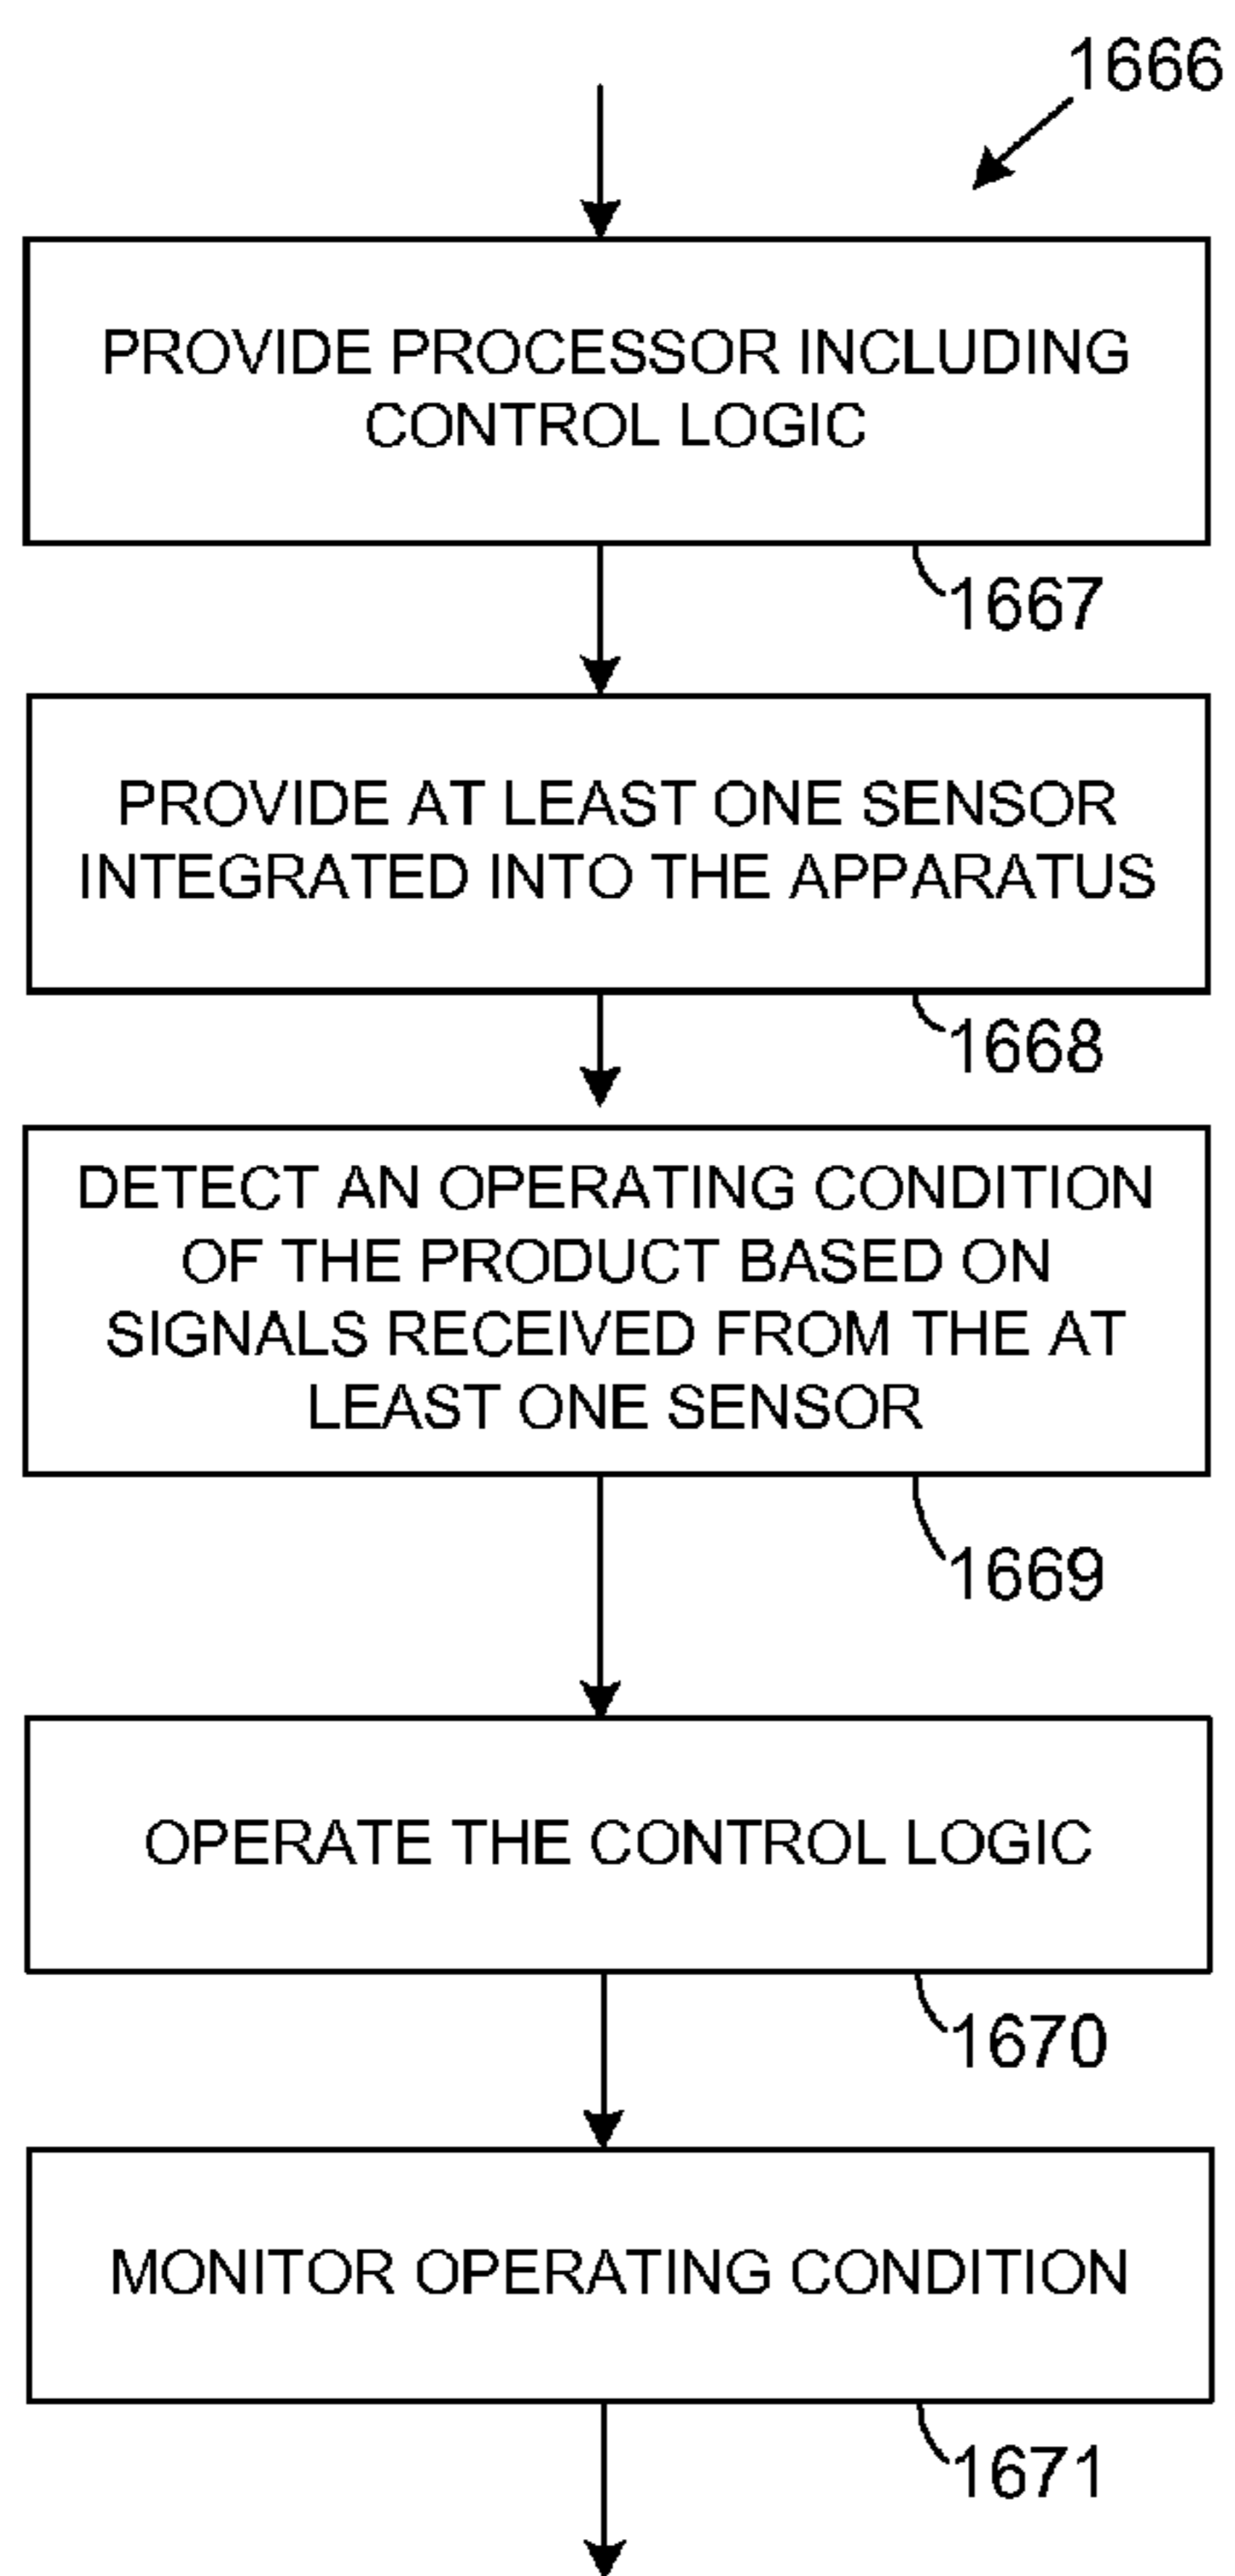 1666
PROVIDE PROCESSOR INCLUDING
CONTROL LOGIC
1667
PROVIDE AT LEAST ONE SENSOR
INTEGRATED INTO THE APPARATUS
1668
DETECT AN OPERATING CONDITION
OF THE PRODUCT BASED ON
SIGNALS RECEIVED FROM THE AT
LEAST ONE SENSOR
1669
OPERATE THE CONTROL LOGIC
1670
MONITOR OPERATING CONDITION
1671